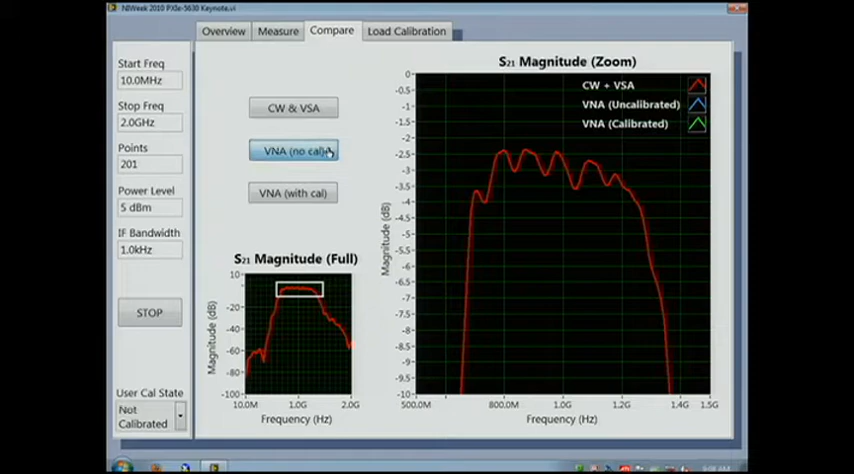 NIWeek 2010 PXIe-5630 Keynote.vi
Overview
Measure
Compare
Load Calibration
Start Freq
10.0MHz
Stop Freq
2.0GHz
Points
201
Power Level
5 dBm
IF Bandwidth
1.0kHz
STOP
User Cal State
Not
Calibrated
CW & VSA
VNA (no cal)
VNA (with cal)
S21 Magnitude (Full)
Magnitude (dB)
10
-20
-40
-60
-80
-100
10.0M
1.0G
2.0G
Frequency (Hz)
S21 Magnitude (Zoom)
CW + VSA
VNA (Uncalibrated)
VNA (Calibrated)
Magnitude (dB)
0
-0.5
-1
-1.5
-2
-2.5
-3
-3.5
-4
-4.5
-5
-5.5
-6
-6.5
-7
-7.5
-8
-8.5
-9
-9.5
-10
500.0M
800.0M
1.0G
1.2G
1.4G
1.5G
Frequency (Hz)